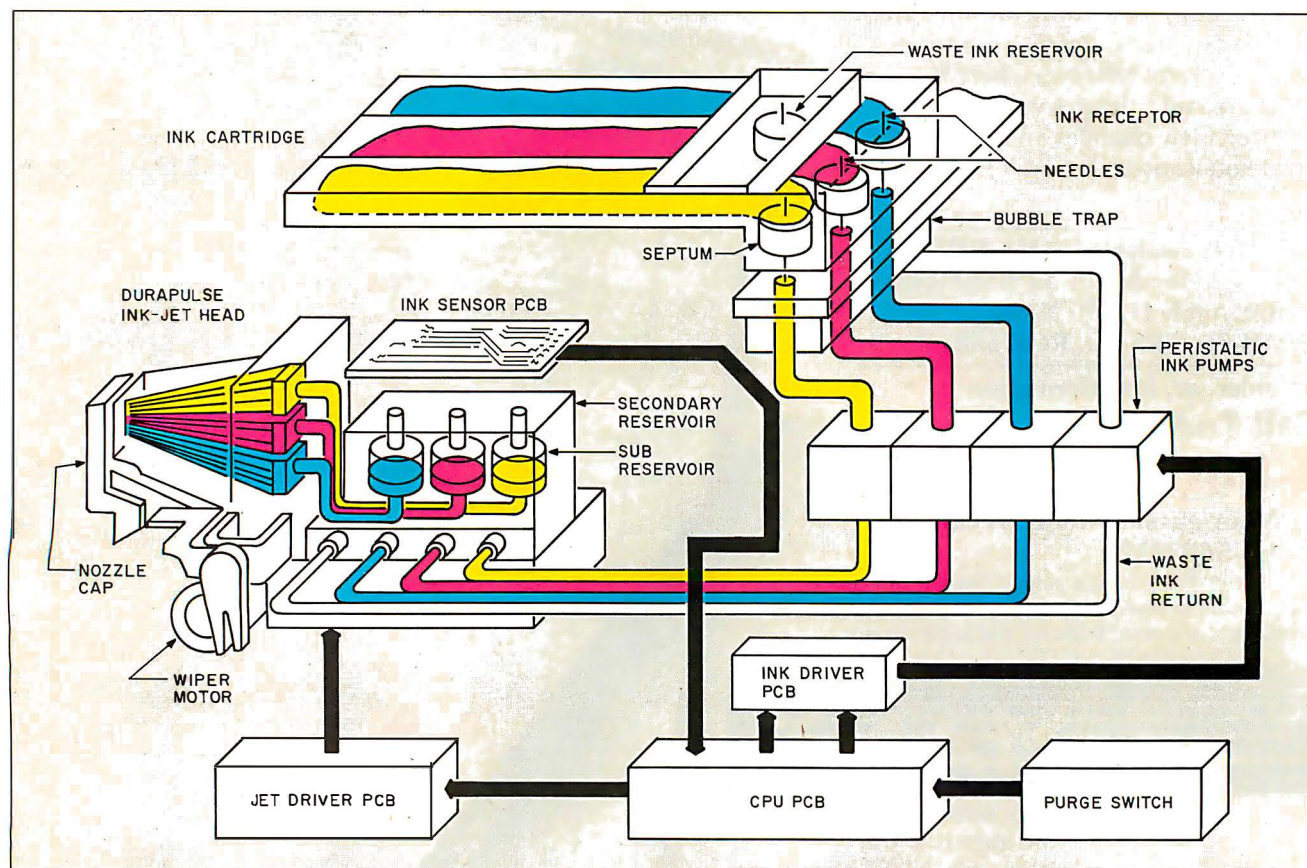 WASTE INK RESERVOIR
INK CARTRIDGE
INK RECEPTOR
NEEDLES
BUBBLE TRAP
SEPTUM
DURAPULSE
INK-JET HEAD
INK SENSOR PCB
PERISTALTIC
INK PUMPS
SECONDARY
RESERVOIR
SUB
RESERVOIR
NOZZLE
CAP
WASTE
INK
RETURN
WIPER
MOTOR
INK DRIVER
PCB
JET DRIVER PCB
CPU PCB
PURGE SWITCH